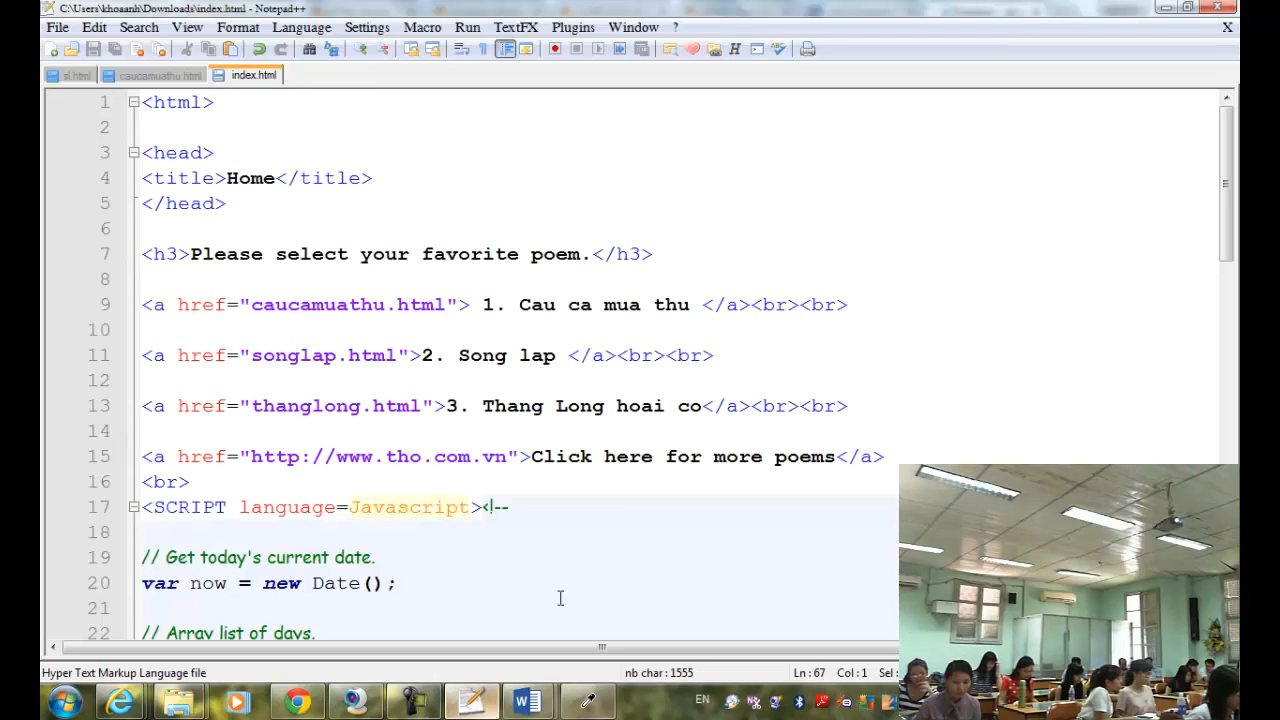 C:\Users\khoaanh\Downloads\index.html - Notepad++
File Edit Search View Format Language Settings Macro Run TextFX Plugins Window ? X
sl.html caucamuathu.html index.html
1 <html>
2
3 <head>
4 <title>Home</title>
5 </head>
6
7 <h3>Please select your favorite poem.</h3>
8
9 <a href="caucamuathu.html"> 1. Cau ca mua thu </a><br><br>
10
11 <a href="songlap.html">2. Song lap </a><br><br>
12
13 <a href="thanglong.html">3. Thang Long hoai co</a><br><br>
14
15 <a href="http://www.tho.com.vn">Click here for more poems</a>
16 <br>
17 <SCRIPT language=Javascript><!--
18
19 // Get today's current date.
20 var now = new Date();
21
22 // Array list of days.
Hyper Text Markup Language file nb char : 1555 Ln : 67 Col : 1 Sel :
EN